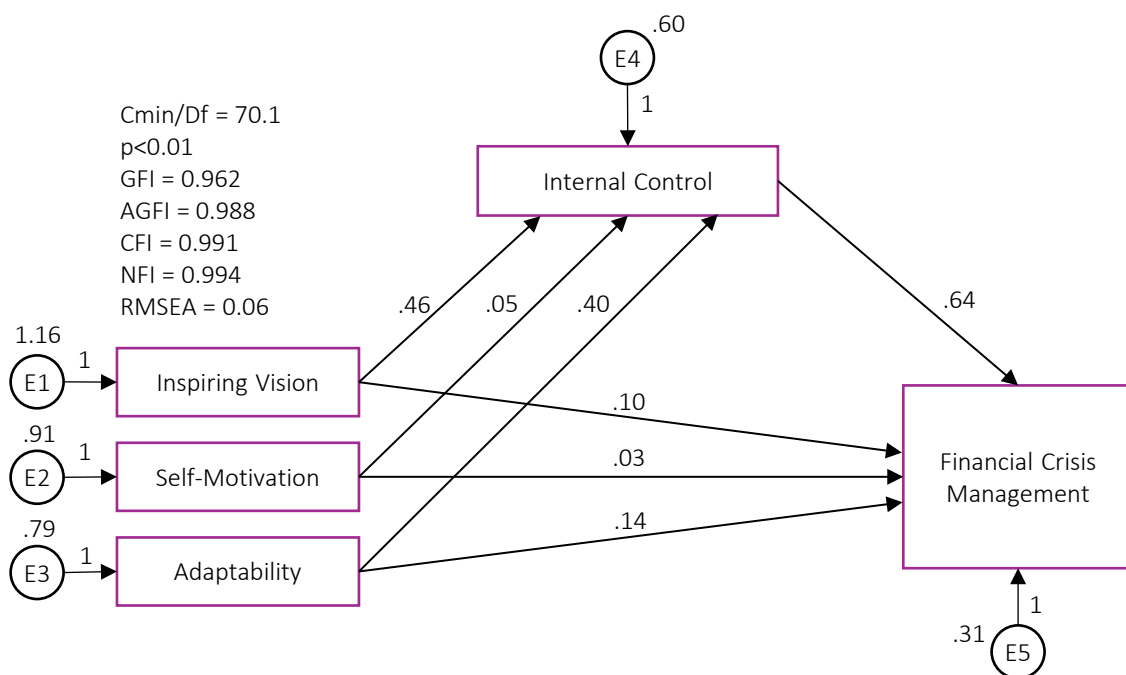 .60
E4
1
Cmin/Df = 70.1
p<0.01
GFI = 0.962
AGFI = 0.988
CFI = 0.991
NFI = 0.994
RMSEA = 0.06
Internal Control
.46
.05
.40
.64
1.16
E1
1
Inspiring Vision
.10
.91
E2
1
Self-Motivation
.03
Financial Crisis
Management
.79
E3
1
Adaptability
.14
1
.31
E5